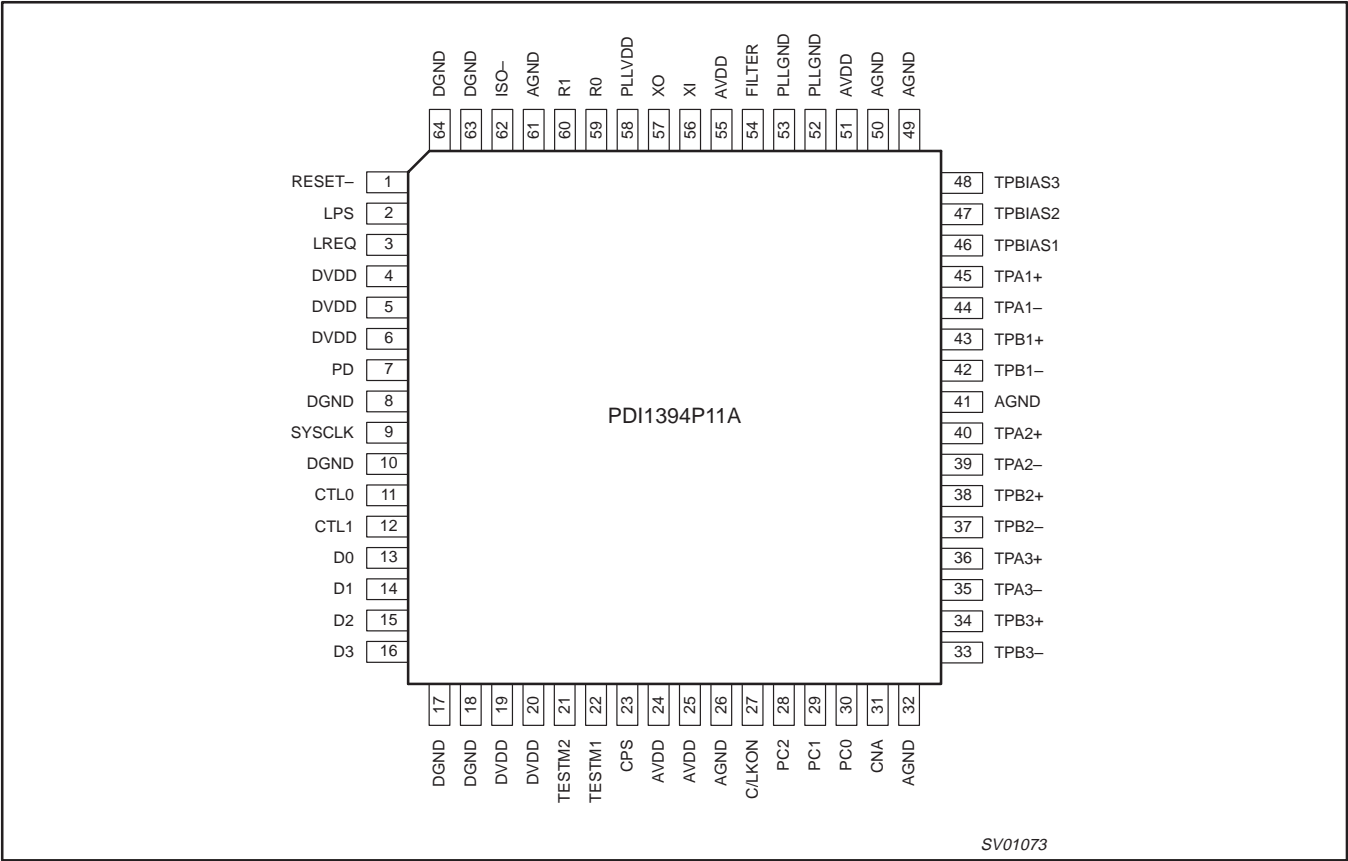 DGND DGND ISO– AGND R1 R0 PLLVDD XO XI AVDD FILTER PLLGND PLLGND AVDD AGND AGND
64 63 62 61 60 59 58 57 56 55 54 53 52 51 50 49
RESET– 1 48 TPBIAS3
LPS 2 47 TPBIAS2
LREQ 3 46 TPBIAS1
DVDD 4 45 TPA1+
DVDD 5 44 TPA1–
DVDD 6 43 TPB1+
PD 7 42 TPB1–
DGND 8 41 AGND
PDI1394P11A
SYSCLK 9 40 TPA2+
DGND 10 39 TPA2–
CTL0 11 38 TPB2+
CTL1 12 37 TPB2–
D0 13 36 TPA3+
D1 14 35 TPA3–
D2 15 34 TPB3+
D3 16 33 TPB3–
17 18 19 20 21 22 23 24 25 26 27 28 29 30 31 32
DGND DGND DVDD DVDD TESTM2 TESTM1 CPS AVDD AVDD AGND C/LKON PC2 PC1 PC0 CNA AGND
SV01073